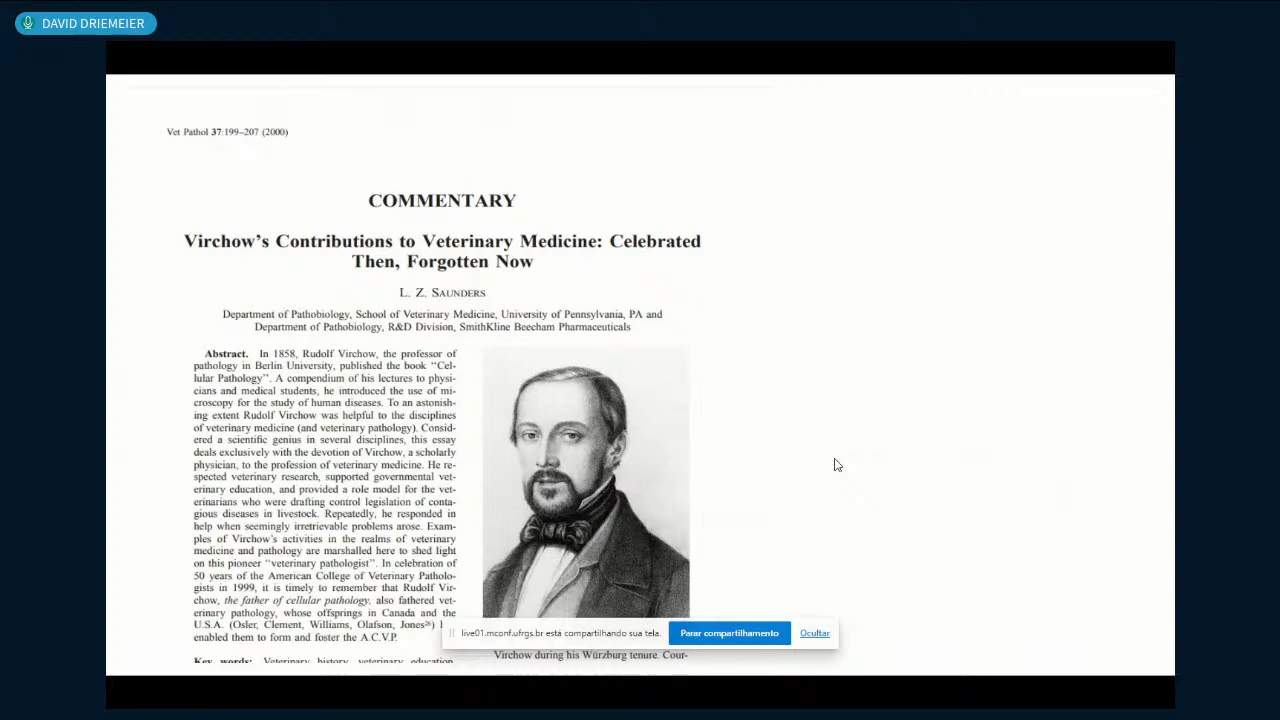 DAVID DRIEMEIER
Vet Pathol 37:199–207 (2000)
COMMENTARY
Virchow's Contributions to Veterinary Medicine: Celebrated
Then, Forgotten Now
L. Z. SAUNDERS
Department of Pathobiology, School of Veterinary Medicine, University of Pennsylvania, PA and
Department of Pathobiology, R&D Division, SmithKline Beecham Pharmaceuticals
Abstract. In 1858, Rudolf Virchow, the professor of
pathology in Berlin University, published the book “Cel-
lular Pathology”. A compendium of his lectures to physi-
cians and medical students, he introduced the use of mi-
croscopy for the study of human diseases. To an astonish-
ing extent Rudolf Virchow was helpful to the disciplines
of veterinary medicine (and veterinary pathology). Consid-
ered a scientific genius in several disciplines, this essay
deals exclusively with the devotion of Virchow, a scholarly
physician, to the profession of veterinary medicine. He re-
spected veterinary research, supported governmental vet-
erinary education, and provided a role model for the vet-
erinarians who were drafting control legislation of conta-
gious diseases in livestock. Repeatedly, he responded in
help when seemingly irretrievable problems arose. Exam-
ples of Virchow's activities in the realms of veterinary
medicine and pathology are marshalled here to shed light
on this pioneer “veterinary pathologist”. In celebration of
50 years of the American College of Veterinary Patholo-
gists in 1999, it is timely to remember that Rudolf Vir-
chow, the father of cellular pathology, also fathered vet-
erinary pathology, whose offsprings in Canada and the
U.S.A. (Osler, Clement, Williams, Olafson, Jones²⁶)
enabled them to form and foster the A.C.V.P.
Key words: Veterinary history, veterinary education,
live01.mconf.ufrgs.br está compartilhando sua tela.
Parar compartilhamento
Ocultar
Virchow during his Würzburg tenure. Cour-